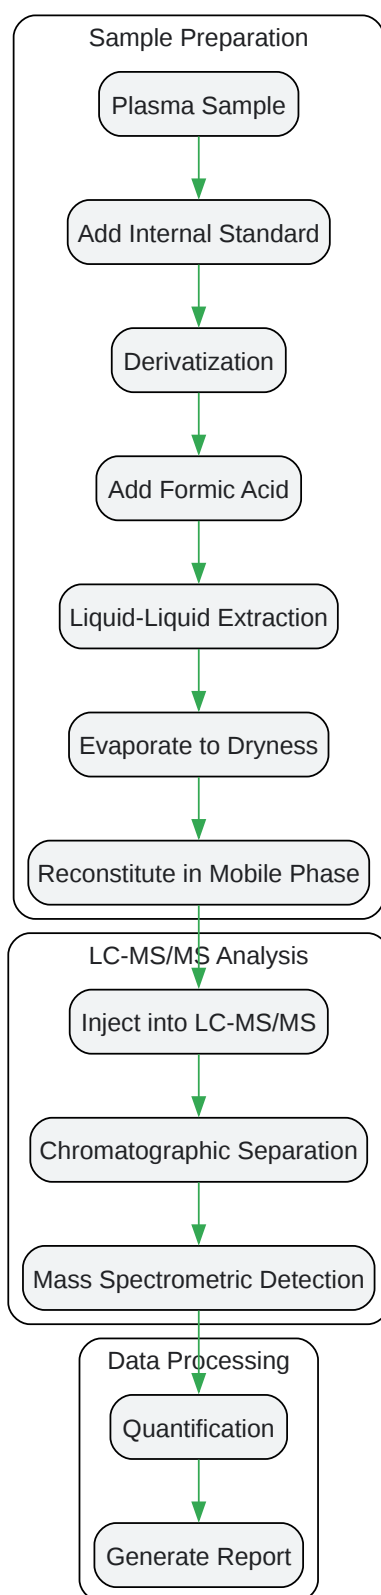 Sample Preparation
Plasma Sample
Add Internal Standard
Derivatization
Add Formic Acid
Liquid-Liquid Extraction
Evaporate to Dryness
Reconstitute in Mobile Phase
LC-MS/MS Analysis
Inject into LC-MS/MS
Chromatographic Separation
Mass Spectrometric Detection
Data Processing
Quantification
Generate Report